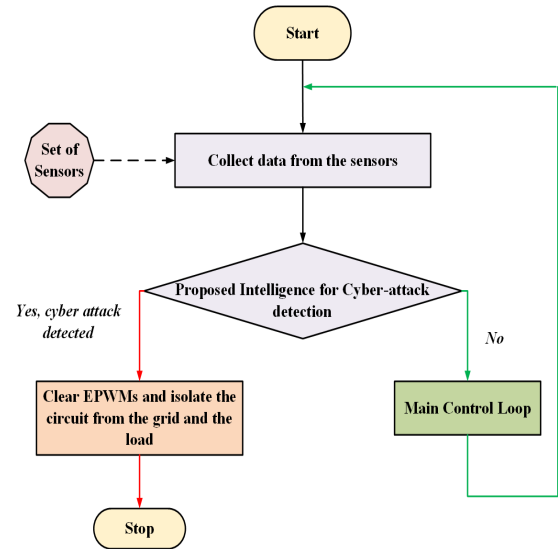 Start
Set of
Sensors
Collect data from the sensors
Proposed Intelligence for Cyber-attack
detection
Yes, cyber attack
detected
No
Clear EPWMs and isolate the
circuit from the grid and the
load
Main Control Loop
Stop